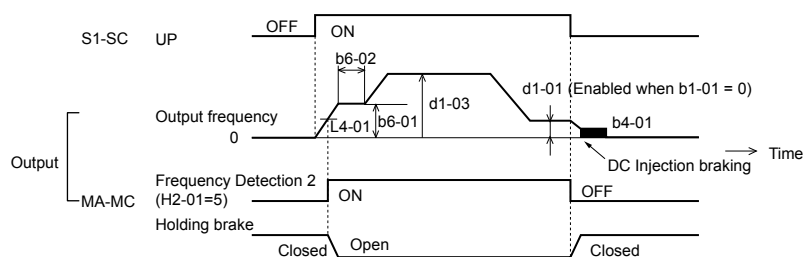 S1-SC UP OFF ON
b6-02
d1-01 (Enabled when b1-01 = 0)
Output frequency
0
L4-01
b6-01
d1-03
b4-01
Time
DC Injection braking
Output
MA-MC
Frequency Detection 2
(H2-01=5)
ON
OFF
Holding brake
Closed
Open
Closed